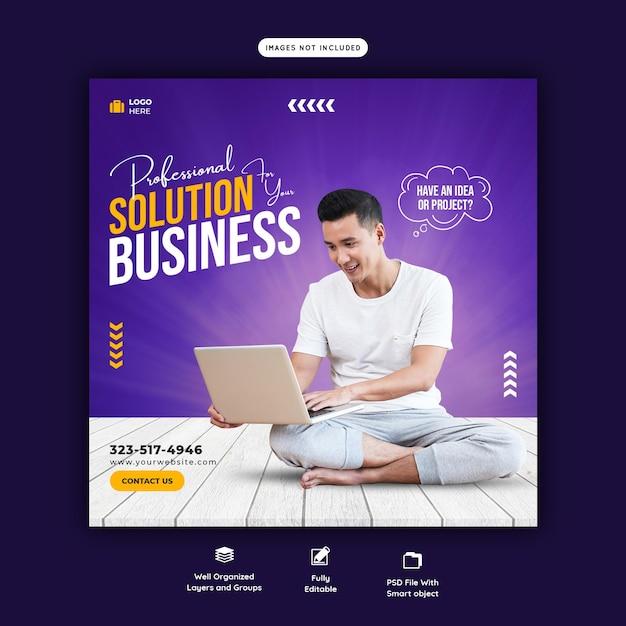 IMAGES NOT INCLUDED
LOGO
HERE
Professional
For
SOLUTION
Your
BUSINESS
HAVE AN IDEA
OR PROJECT?
323-517-4946
www.yourwebsite.com
CONTACT US
Well Organized
Layers and Groups
Fully
Editable
PSD File With
Smart object